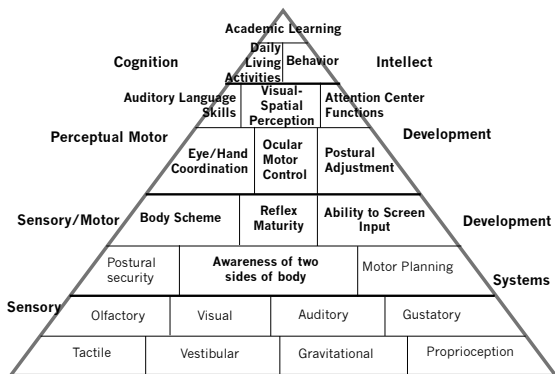 Academic Learning
Daily
Living
Activities
Behavior
Cognition
Intellect
Auditory Language
Skills
Visual-
Spatial
Perception
Attention Center
Functions
Perceptual Motor
Development
Eye/Hand
Coordination
Ocular
Motor
Control
Postural
Adjustment
Sensory/Motor
Development
Body Scheme
Reflex
Maturity
Ability to Screen
Input
Postural
security
Awareness of two
sides of body
Motor Planning
Sensory
Systems
Olfactory
Visual
Auditory
Gustatory
Tactile
Vestibular
Gravitational
Proprioception